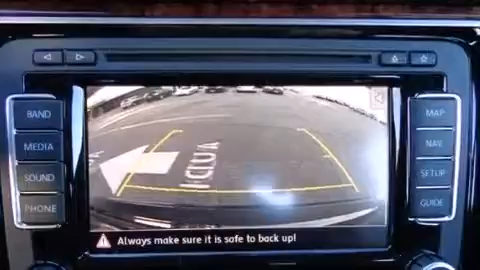 BAND
MEDIA
SOUND
PHONE
MAP
NAV
SETUP
GUIDE
Always make sure it is safe to back up!